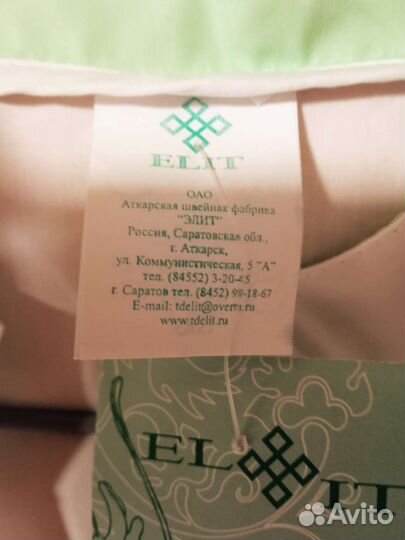 ELIT
ОАО
Аткарская швейная фабрика
"ЭЛИТ"
Россия, Саратовская обл.,
г. Аткарск,
ул. Коммунистическая, 5 "А"
тел. (84552) 3-20-45
г. Саратов тел. (8452) 98-18-67
E-mail: tdelit@overta.ru
www.tdelit.ru
EL IT
Avito